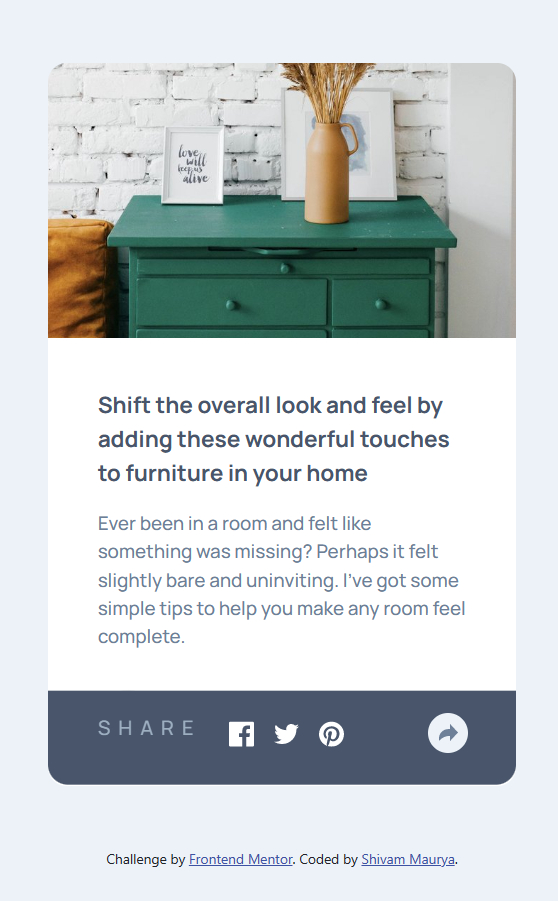 love
will
keep us
alive
Shift the overall look and feel by
adding these wonderful touches
to furniture in your home
Ever been in a room and felt like
something was missing? Perhaps it felt
slightly bare and uninviting. I've got some
simple tips to help you make any room feel
complete.
SHARE
Challenge by Frontend Mentor. Coded by Shivam Maurya.